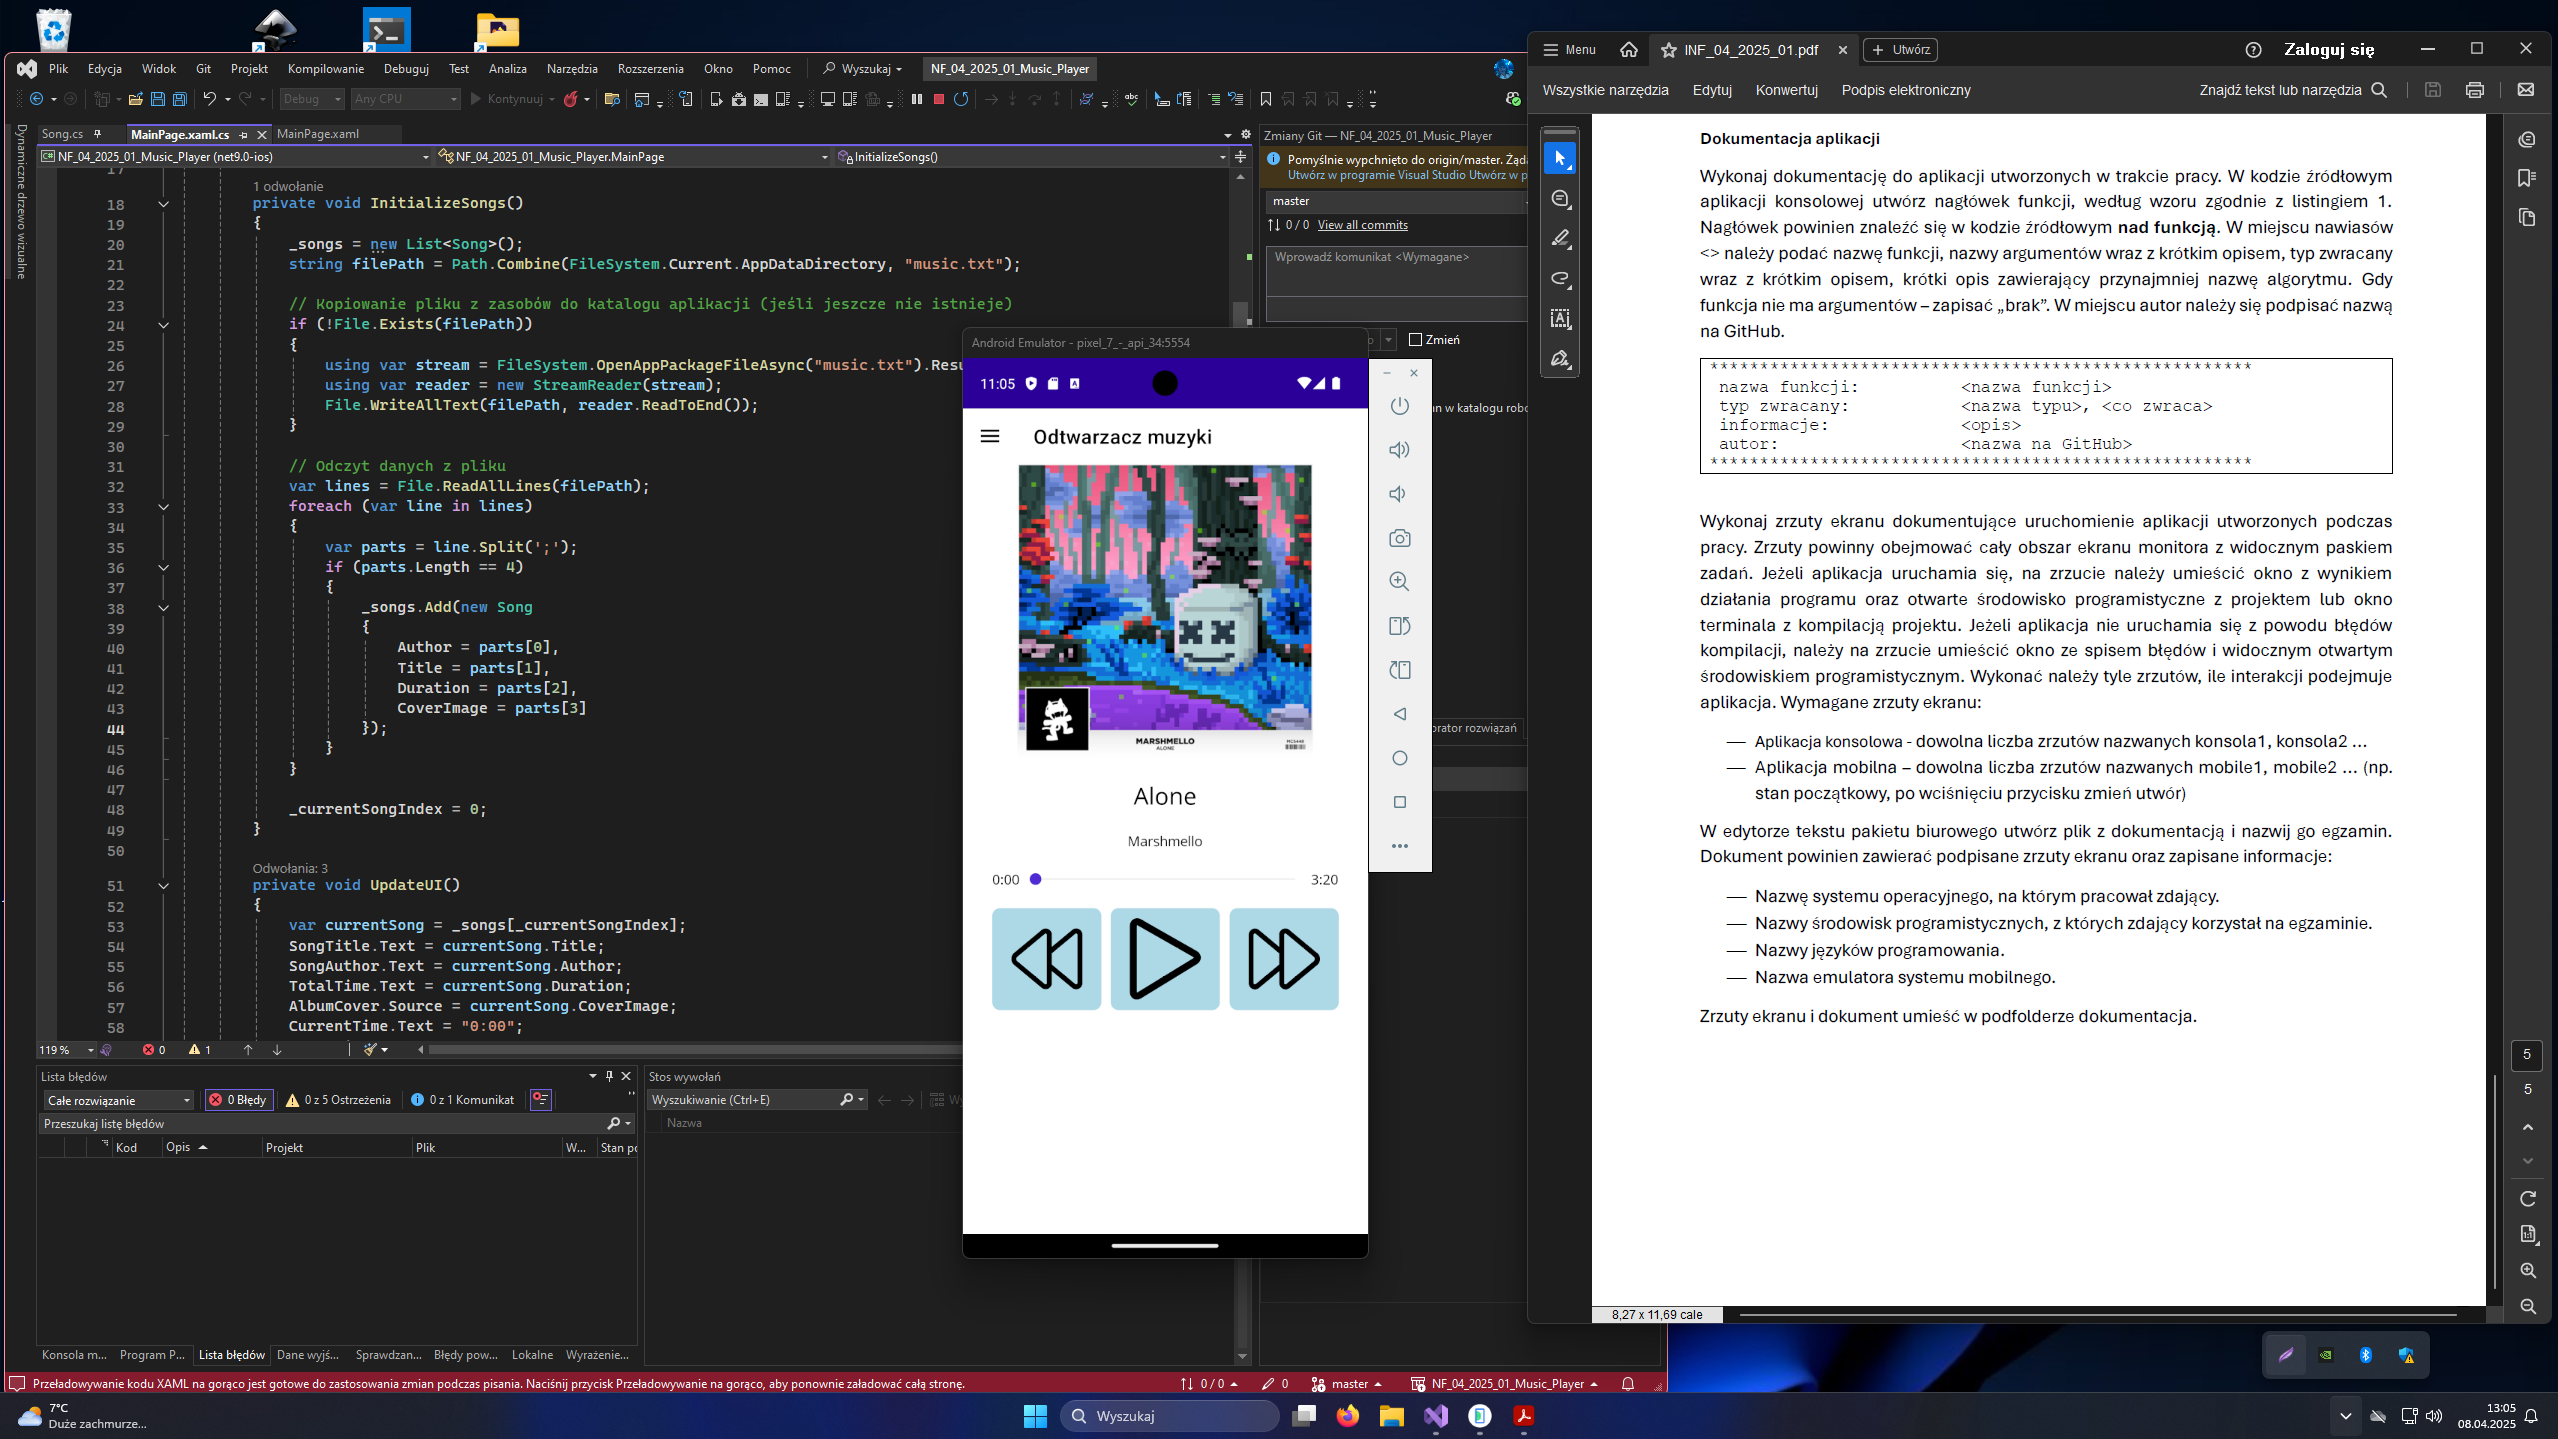 Plik Edycja Widok Git Projekt Kompilowanie Debuguj Test Analiza Narzędzia Rozszerzenia Okno Pomoc Wyszukaj NF_04_2025_01_Music_Player
Debug Any CPU Kontynuuj
Dynamiczne drzewo wizualne
Song.cs MainPage.xaml.cs MainPage.xaml
NF_04_2025_01_Music_Player (net9.0-ios) NF_04_2025_01_Music_Player.MainPage InitializeSongs()
17
1 odwołanie
18 private void InitializeSongs()
19 {
20 _songs = new List<Song>();
21 string filePath = Path.Combine(FileSystem.Current.AppDataDirectory, "music.txt");
22
23 // Kopiowanie pliku z zasobów do katalogu aplikacji (jeśli jeszcze nie istnieje)
24 if (!File.Exists(filePath))
25 {
26 using var stream = FileSystem.OpenAppPackageFileAsync("music.txt").Resu
27 using var reader = new StreamReader(stream);
28 File.WriteAllText(filePath, reader.ReadToEnd());
29 }
30
31 // Odczyt danych z pliku
32 var lines = File.ReadAllLines(filePath);
33 foreach (var line in lines)
34 {
35 var parts = line.Split(';');
36 if (parts.Length == 4)
37 {
38 _songs.Add(new Song
39 {
40 Author = parts[0],
41 Title = parts[1],
42 Duration = parts[2],
43 CoverImage = parts[3]
44 });
45 }
46 }
47
48 _currentSongIndex = 0;
49 }
50
Odwołania: 3
51 private void UpdateUI()
52 {
53 var currentSong = _songs[_currentSongIndex];
54 SongTitle.Text = currentSong.Title;
55 SongAuthor.Text = currentSong.Author;
56 TotalTime.Text = currentSong.Duration;
57 AlbumCover.Source = currentSong.CoverImage;
58 CurrentTime.Text = "0:00";
119 % 0 1
Lista błędów
Całe rozwiązanie 0 Błędy 0 z 5 Ostrzeżenia 0 z 1 Komunikat
Przeszukaj listę błędów
Kod Opis Projekt Plik W... Stan po
Konsola m... Program P... Lista błędów Dane wyjś... Sprawdzan... Błędy pow... Lokalne Wyrażenie...
Stos wywołań
Wyszukiwanie (Ctrl+E)
Nazwa
Zmiany Git — NF_04_2025_01_Music_Player
Pomyślnie wypchnięto do origin/master. Żąda
Utwórz w programie Visual Studio Utwórz w p
master
0 / 0 View all commits
Wprowadź komunikat <Wymagane>
Zmień
nn w katalogu robo
orator rozwiązań
Android Emulator - pixel_7_-_api_34:5554
11:05
Odtwarzacz muzyki
MARSHMELLO
ALONE
Alone
Marshmello
0:00 3:20
Menu INF_04_2025_01.pdf Utwórz Zaloguj się
Wszystkie narzędzia Edytuj Konwertuj Podpis elektroniczny Znajdź tekst lub narzędzia
Dokumentacja aplikacji
Wykonaj dokumentację do aplikacji utworzonych w trakcie pracy. W kodzie źródłowym
aplikacji konsolowej utwórz nagłówek funkcji, według wzoru zgodnie z listingiem 1.
Nagłówek powinien znaleźć się w kodzie źródłowym nad funkcją. W miejscu nawiasów
<> należy podać nazwę funkcji, nazwy argumentów wraz z krótkim opisem, typ zwracany
wraz z krótkim opisem, krótki opis zawierający przynajmniej nazwę algorytmu. Gdy
funkcja nie ma argumentów – zapisać „brak”. W miejscu autor należy się podpisać nazwą
na GitHub.
******************************************************
nazwa funkcji: <nazwa funkcji>
typ zwracany: <nazwa typu>, <co zwraca>
informacje: <opis>
autor: <nazwa na GitHub>
******************************************************
Wykonaj zrzuty ekranu dokumentujące uruchomienie aplikacji utworzonych podczas
pracy. Zrzuty powinny obejmować cały obszar ekranu monitora z widocznym paskiem
zadań. Jeżeli aplikacja uruchamia się, na zrzucie należy umieścić okno z wynikiem
działania programu oraz otwarte środowisko programistyczne z projektem lub okno
terminala z kompilacją projektu. Jeżeli aplikacja nie uruchamia się z powodu błędów
kompilacji, należy na zrzucie umieścić okno ze spisem błędów i widocznym otwartym
środowiskiem programistycznym. Wykonać należy tyle zrzutów, ile interakcji podejmuje
aplikacja. Wymagane zrzuty ekranu:
— Aplikacja konsolowa - dowolna liczba zrzutów nazwanych konsola1, konsola2 ...
— Aplikacja mobilna – dowolna liczba zrzutów nazwanych mobile1, mobile2 ... (np.
stan początkowy, po wciśnięciu przycisku zmień utwór)
W edytorze tekstu pakietu biurowego utwórz plik z dokumentacją i nazwij go egzamin.
Dokument powinien zawierać podpisane zrzuty ekranu oraz zapisane informacje:
— Nazwę systemu operacyjnego, na którym pracował zdający.
— Nazwy środowisk programistycznych, z których zdający korzystał na egzaminie.
— Nazwy języków programowania.
— Nazwa emulatora systemu mobilnego.
Zrzuty ekranu i dokument umieść w podfolderze dokumentacja.
5
5
8,27 x 11,69 cale
Przeładowywanie kodu XAML na gorąco jest gotowe do zastosowania zmian podczas pisania. Naciśnij przycisk Przeładowywanie na gorąco, aby ponownie załadować całą stronę.
0 / 0 0 master NF_04_2025_01_Music_Player
7°C
Duże zachmurze...
Wyszukaj
13:05
08.04.2025